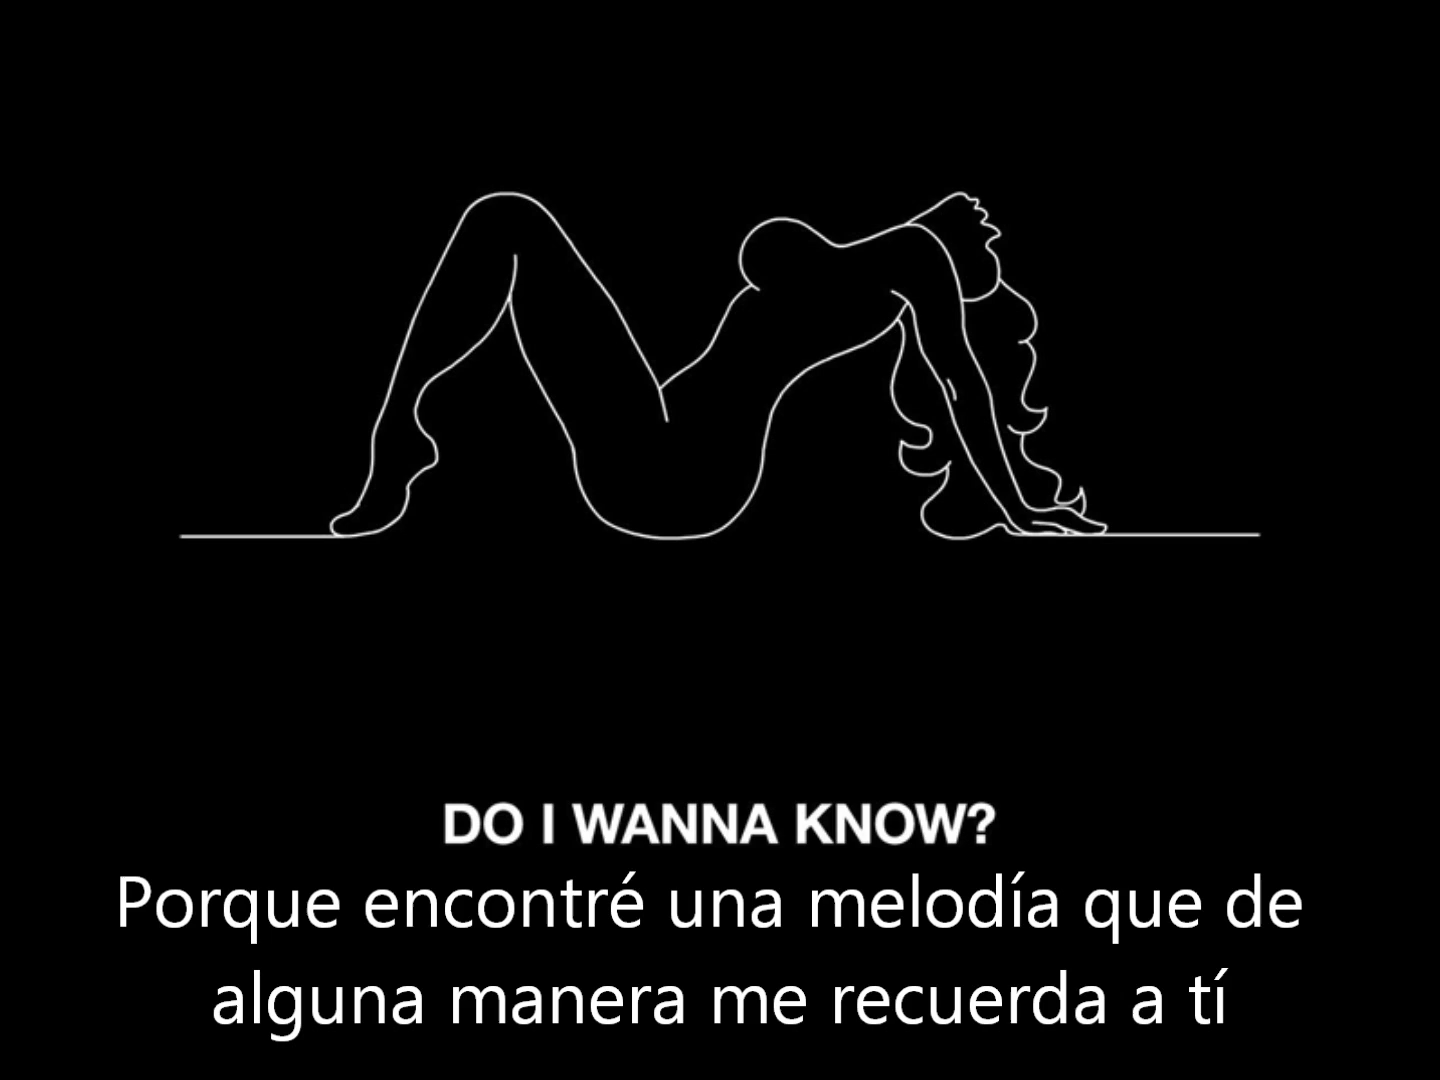 DO I WANNA KNOW?
Porque encontré una melodía que de
alguna manera me recuerda a tí